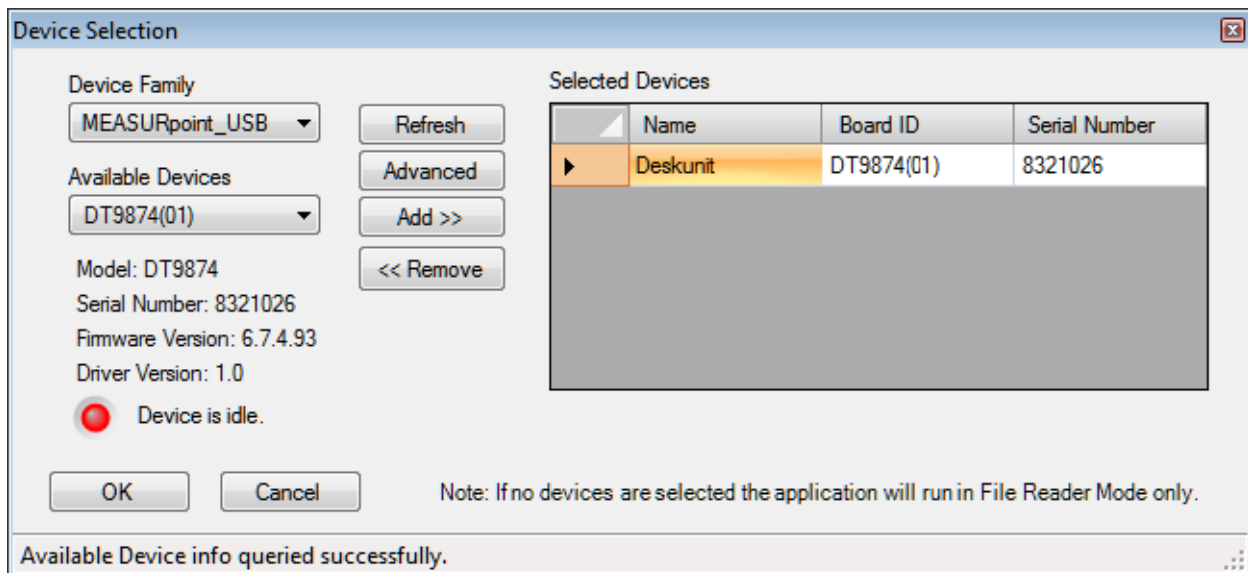 Device Selection
Device Family
MEASURpoint_USB
Available Devices
DT9874(01)
Model: DT9874
Serial Number: 8321026
Firmware Version: 6.7.4.93
Driver Version: 1.0
Device is idle.
Refresh
Advanced
Add >>
<< Remove
Selected Devices
Name Board ID Serial Number
Deskunit DT9874(01) 8321026
OK Cancel
Note: If no devices are selected the application will run in File Reader Mode only.
Available Device info queried successfully.